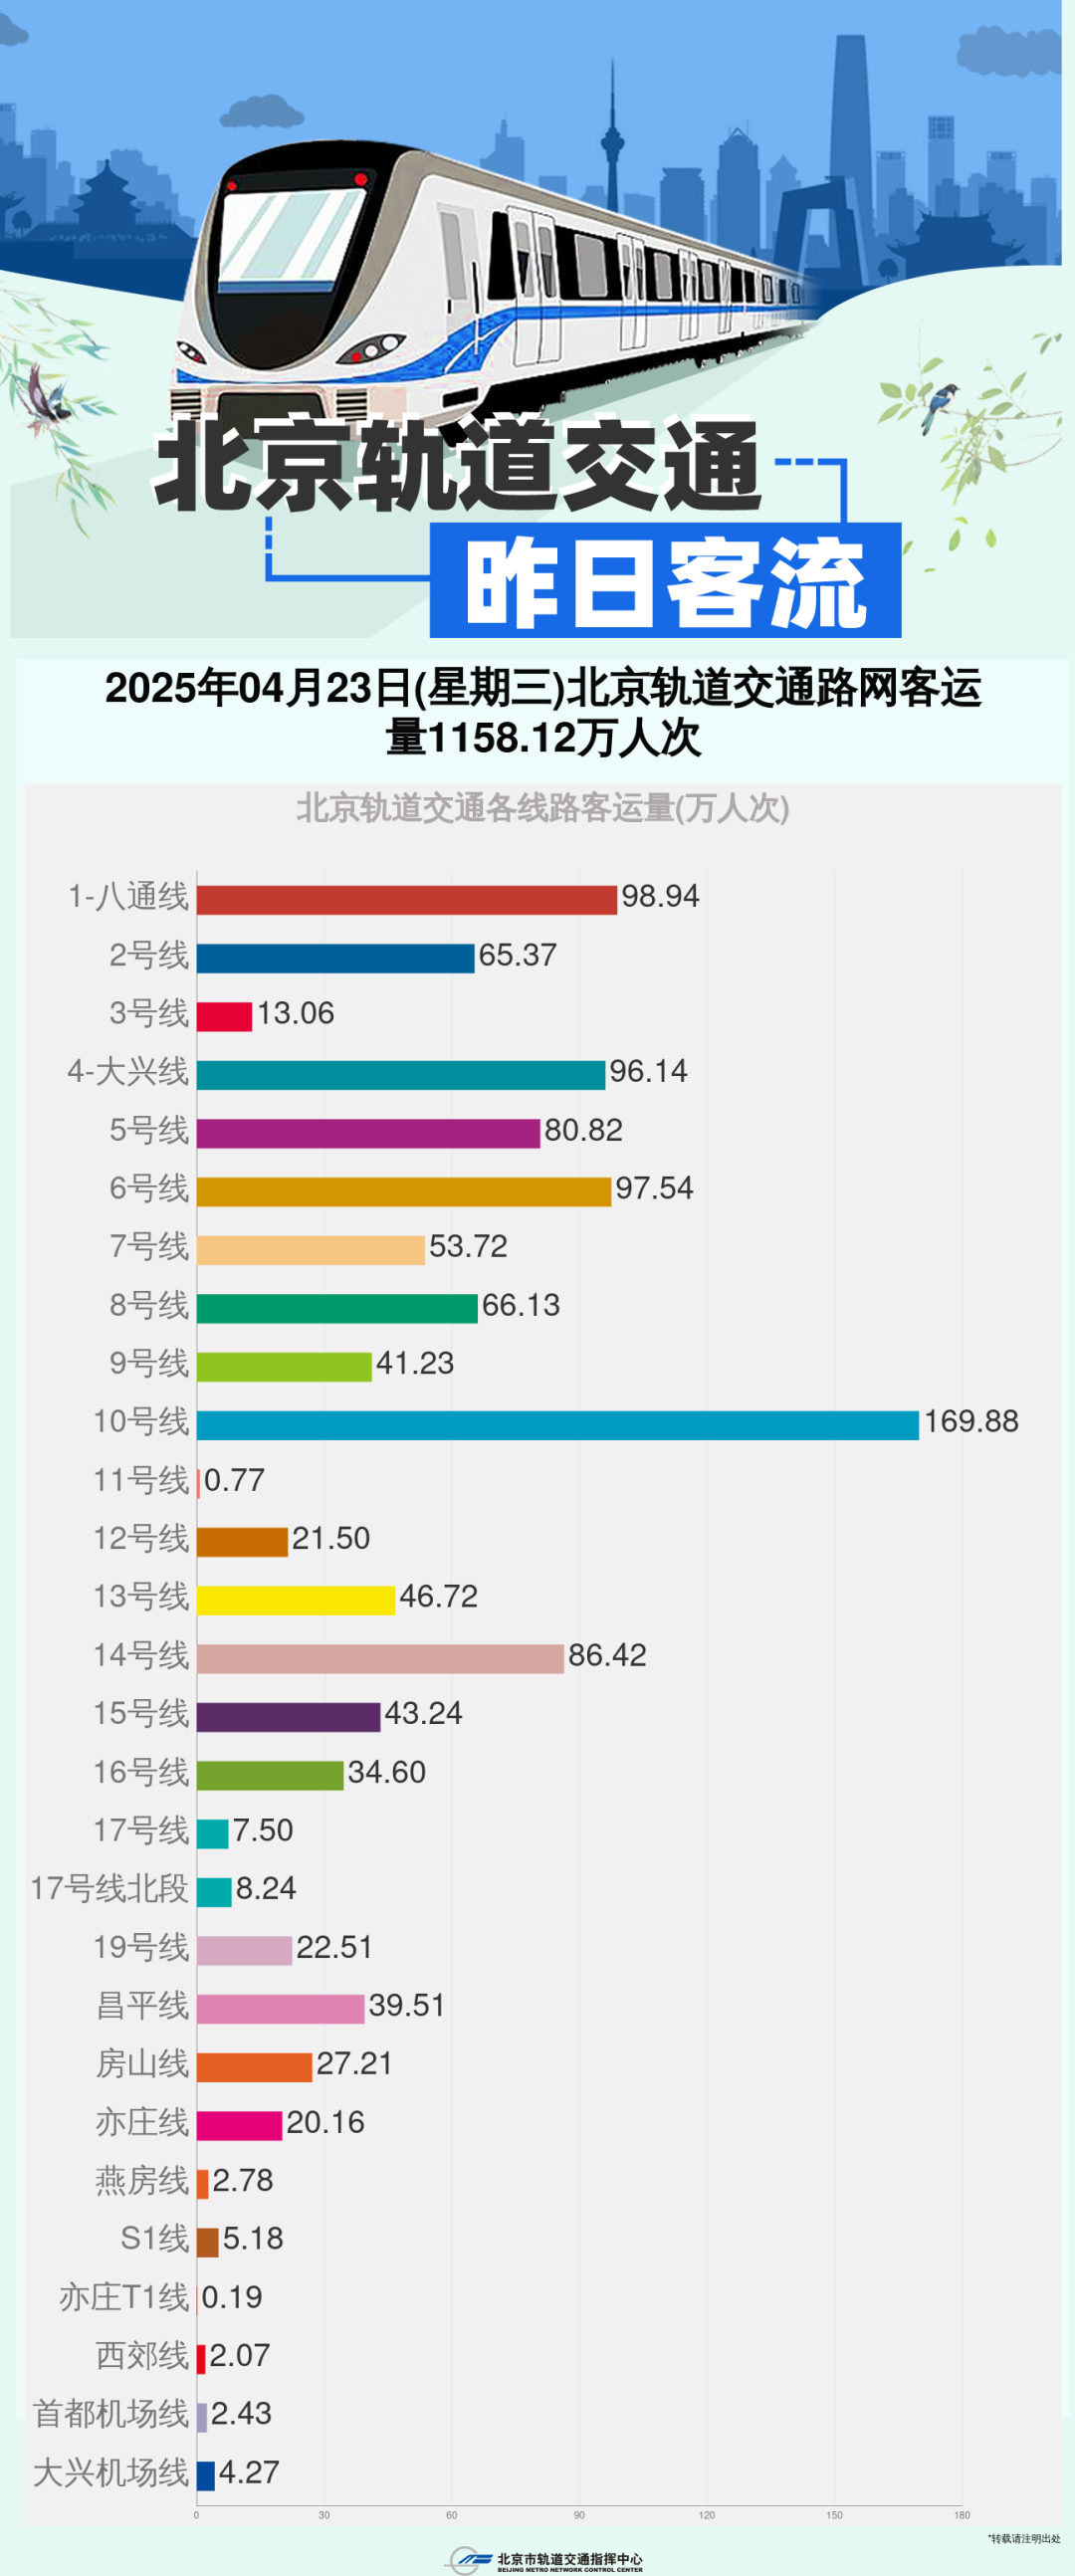 北京轨道交通
昨日客流
2025年04月23日(星期三)北京轨道交通路网客运
量1158.12万人次
北京轨道交通各线路客运量(万人次)
1-八通线 98.94
2号线 65.37
3号线 13.06
4-大兴线 96.14
5号线 80.82
6号线 97.54
7号线 53.72
8号线 66.13
9号线 41.23
10号线 169.88
11号线 0.77
12号线 21.50
13号线 46.72
14号线 86.42
15号线 43.24
16号线 34.60
17号线 7.50
17号线北段 8.24
19号线 22.51
昌平线 39.51
房山线 27.21
亦庄线 20.16
燕房线 2.78
S1线 5.18
亦庄T1线 0.19
西郊线 2.07
首都机场线 2.43
大兴机场线 4.27
0 30 60 90 120 150 180
*转载请注明出处
北京市轨道交通指挥中心
BEIJING METRO NETWORK CONTROL CENTER